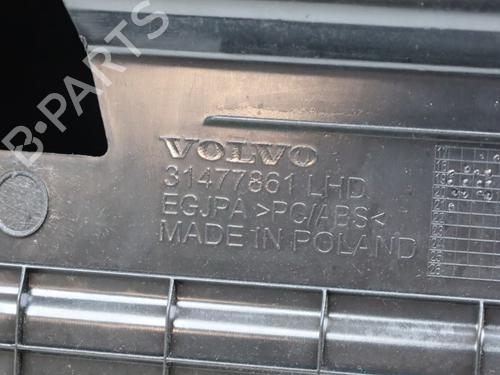 B·PARTS
VOLVO
31477861 LHD
EGJPA >PC/ABS<
MADE IN POLAND